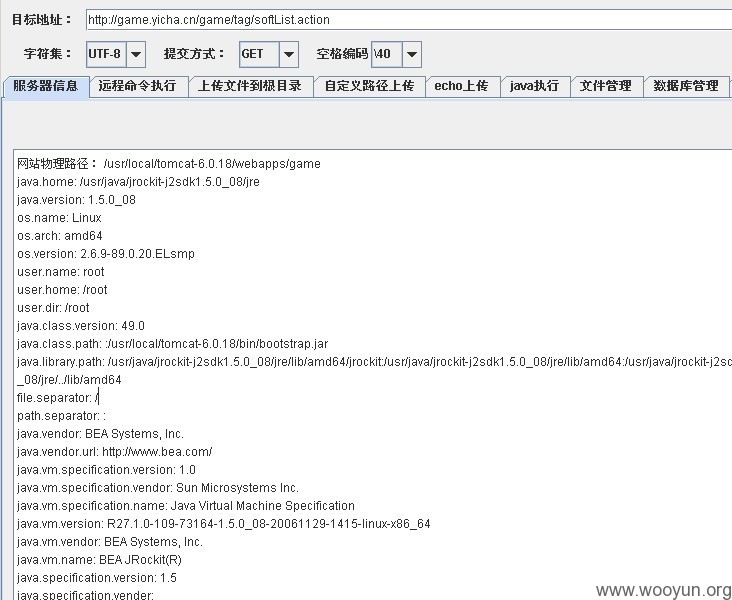 目标地址： http://game.yicha.cn/game/tag/softList.action
字符集： UTF-8 提交方式： GET 空格编码 \40
服务器信息 远程命令执行 上传文件到根目录 自定义路径上传 echo上传 java执行 文件管理 数据库管理
网站物理路径： /usr/local/tomcat-6.0.18/webapps/game
java.home: /usr/java/jrockit-j2sdk1.5.0_08/jre
java.version: 1.5.0_08
os.name: Linux
os.arch: amd64
os.version: 2.6.9-89.0.20.ELsmp
user.name: root
user.home: /root
user.dir: /root
java.class.version: 49.0
java.class.path: :/usr/local/tomcat-6.0.18/bin/bootstrap.jar
java.library.path: /usr/java/jrockit-j2sdk1.5.0_08/jre/lib/amd64/jrockit:/usr/java/jrockit-j2sdk1.5.0_08/jre/lib/amd64:/usr/java/jrockit-j2sc
_08/jre/../lib/amd64
file.separator: /
path.separator: :
java.vendor: BEA Systems, Inc.
java.vendor.url: http://www.bea.com/
java.vm.specification.version: 1.0
java.vm.specification.vendor: Sun Microsystems Inc.
java.vm.specification.name: Java Virtual Machine Specification
java.vm.version: R27.1.0-109-73164-1.5.0_08-20061129-1415-linux-x86_64
java.vm.vendor: BEA Systems, Inc.
java.vm.name: BEA JRockit(R)
java.specification.version: 1.5
java.specification.vender:
www.wooyun.org